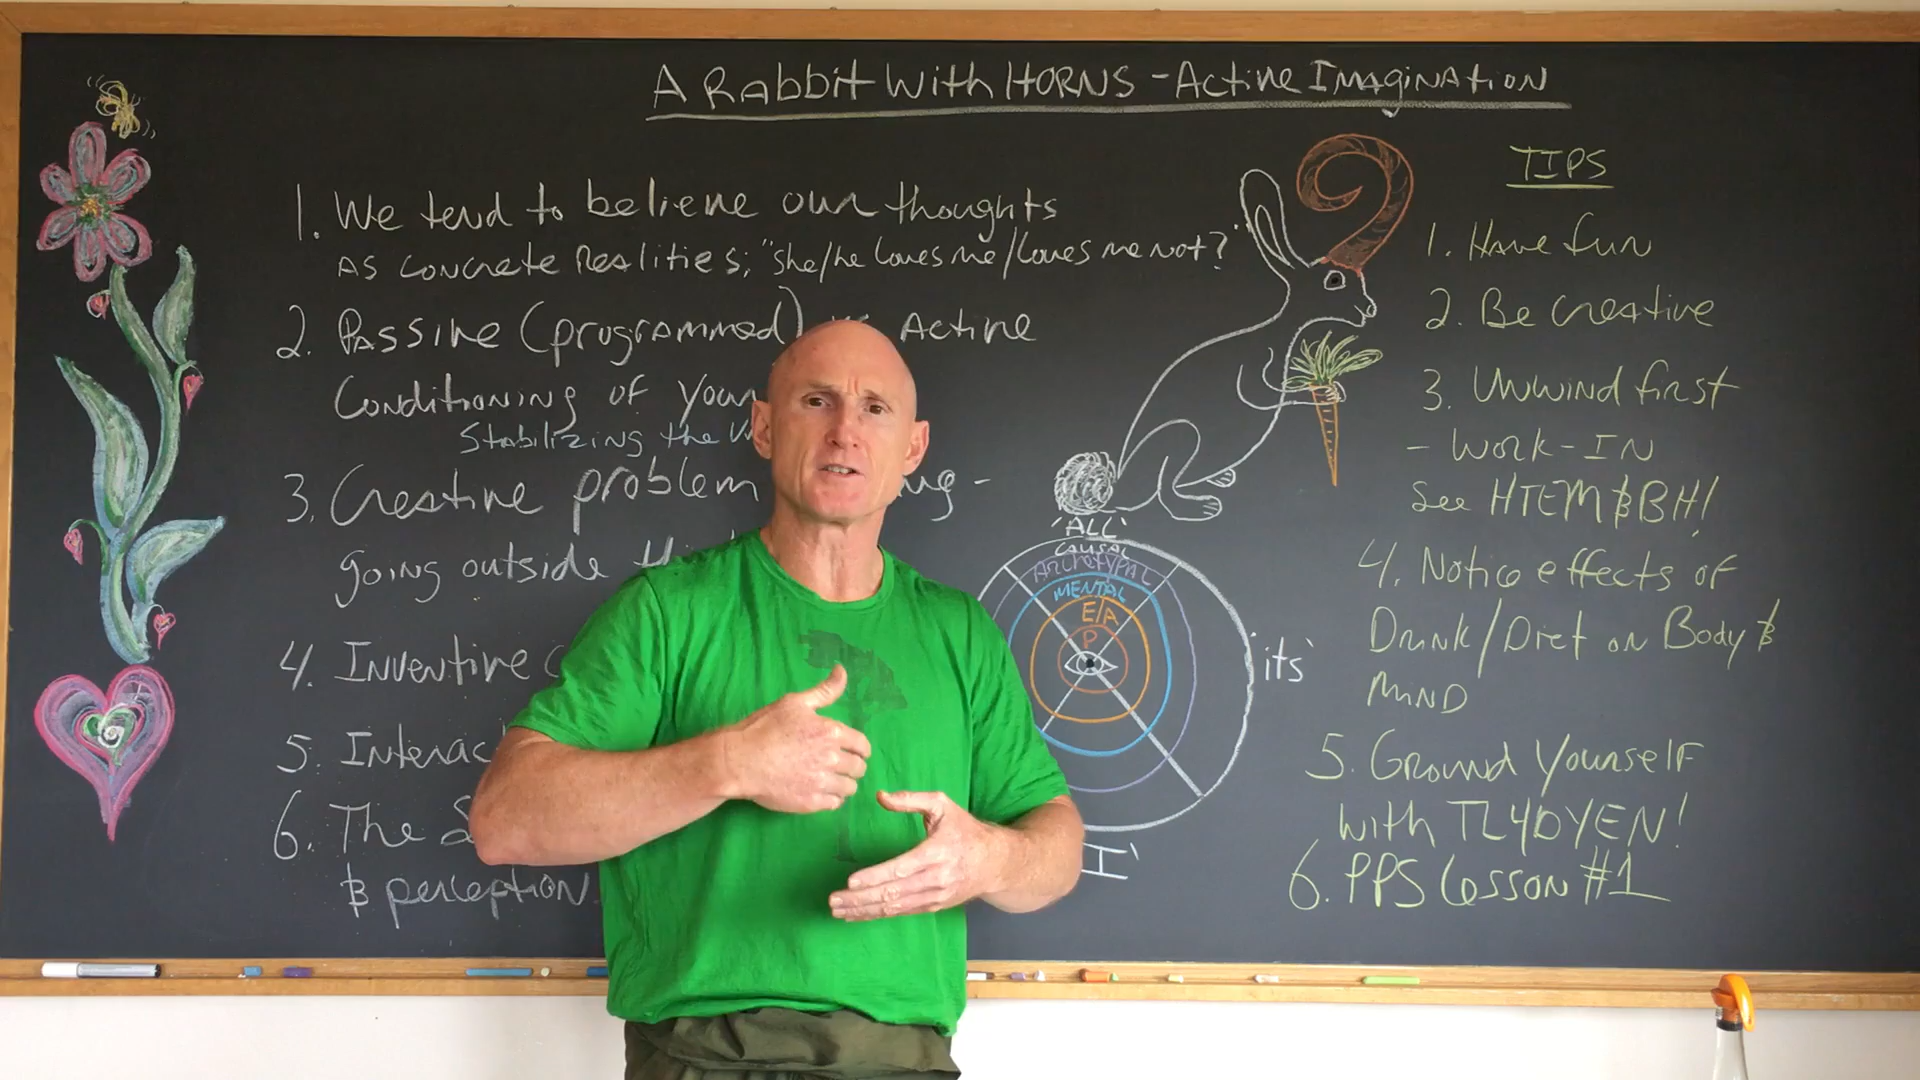 A Rabbit With HORNS - Active IMAGINATION
1. We tend to believe our thoughts
AS CONCRETE Realities; "She/he Loves me/Loves me not?"
2. Passive (programmed) vs Active
Conditioning of your
Stabilizing the
3. Creative problem
going outside
4. Inventive
5. Interac
6. The
& perception
TIPS
1. Have fun
2. Be Creative
3. Unwind first
- Work-IN
See HTEM&BH!
4. Notice effects of
Drink/Diet on Body &
MIND
5. Ground Yourself
with TL4DYEN!
6. PPS Lesson #1
'ALL'
CAUSAL
ARCHETYPAL
MENTAL
E/A
P
'its'
I'